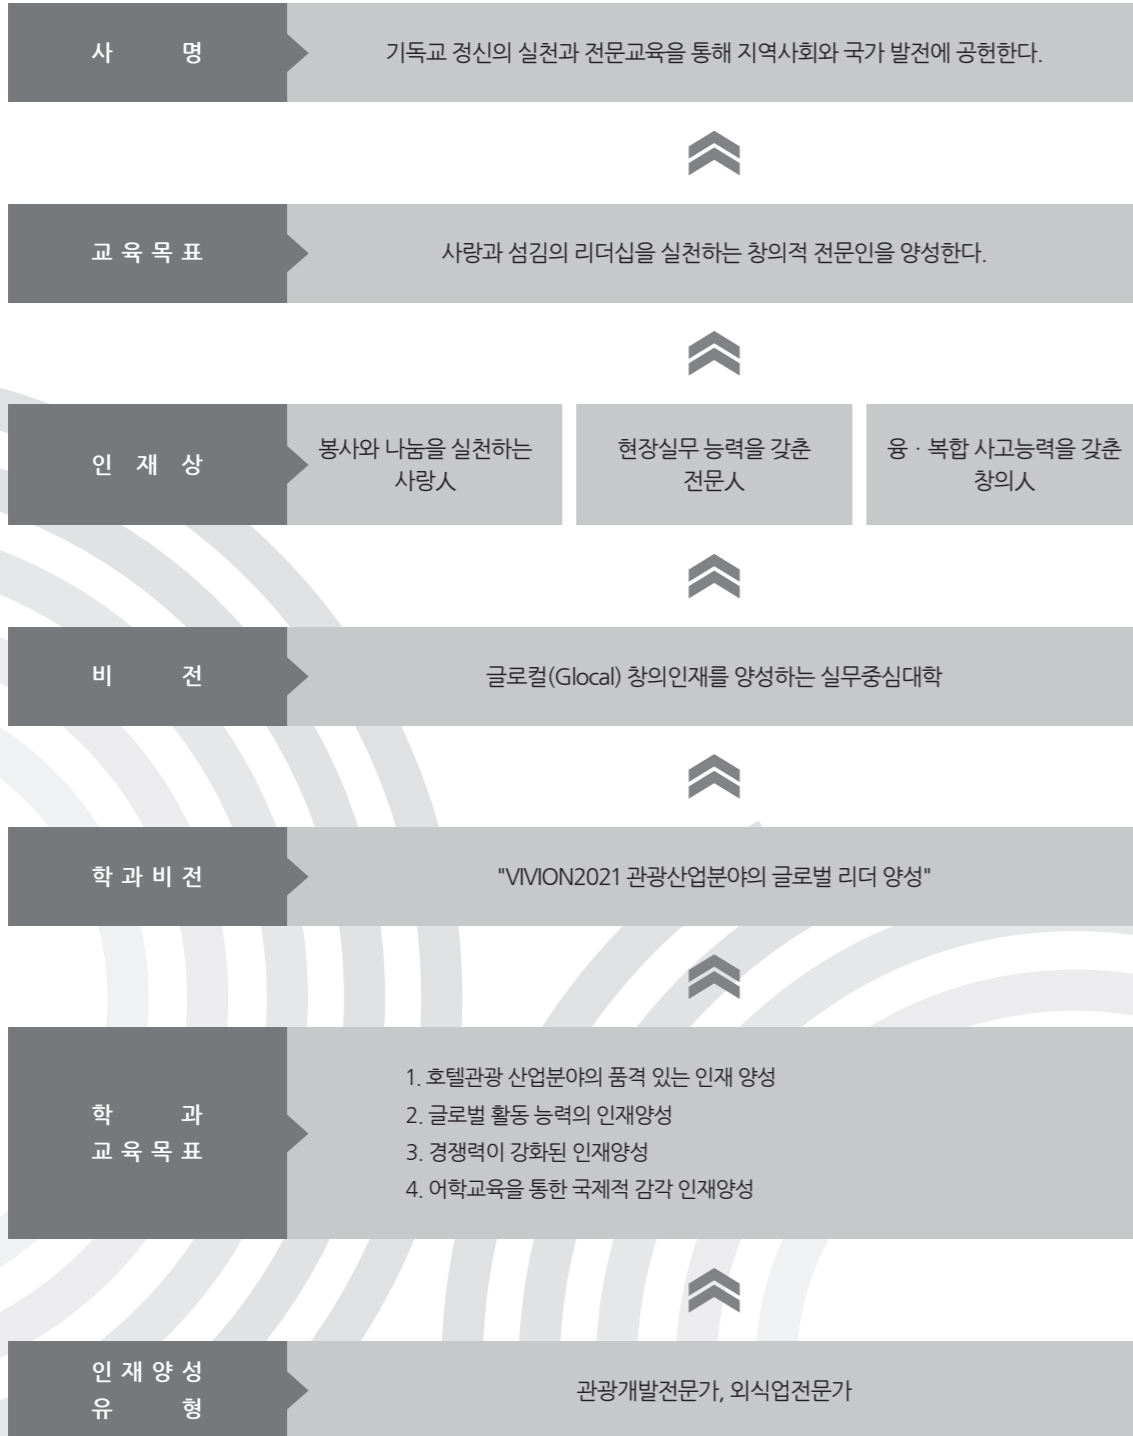 사 명
기독교 정신의 실천과 전문교육을 통해 지역사회와 국가 발전에 공헌한다.
교육목표
사랑과 섬김의 리더십을 실천하는 창의적 전문인을 양성한다.
인 재 상
봉사와 나눔을 실천하는
사랑人
현장실무 능력을 갖춘
전문人
융 · 복합 사고능력을 갖춘
창의人
비 전
글로컬(Glocal) 창의인재를 양성하는 실무중심대학
학과비전
"VIVION2021 관광산업분야의 글로벌 리더 양성"
학 과
교육목표
1. 호텔관광 산업분야의 품격 있는 인재 양성
2. 글로벌 활동 능력의 인재양성
3. 경쟁력이 강화된 인재양성
4. 어학교육을 통한 국제적 감각 인재양성
인재양성
유 형
관광개발전문가, 외식업전문가